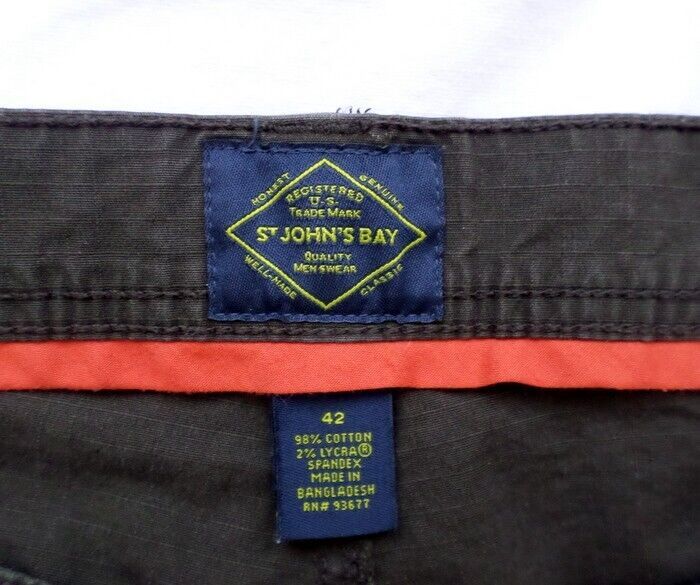 HONEST
GENUINE
REGISTERED
U.S.
TRADE MARK
ST JOHN'S BAY
QUALITY
MENSWEAR
WELL-MADE
CLASSIC
42
98% COTTON
2% LYCRA®
SPANDEX
MADE IN
BANGLADESH
RN# 93677